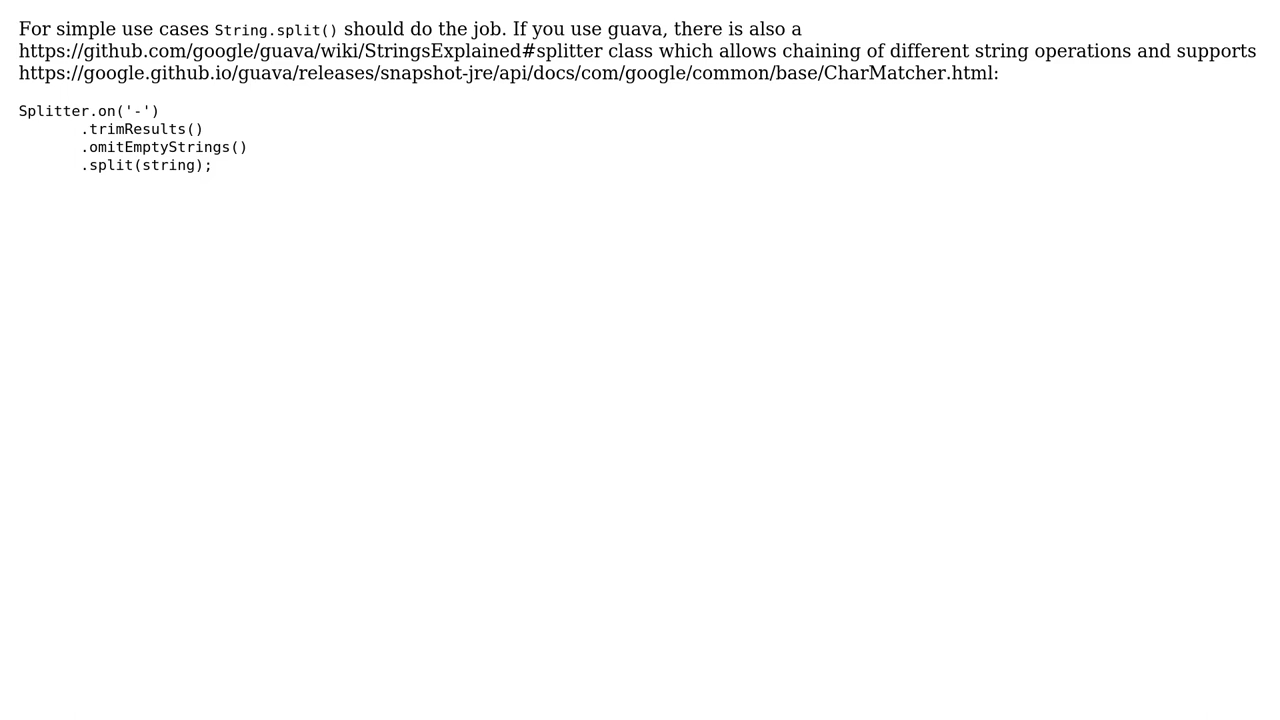 For simple use cases String.split() should do the job. If you use guava, there is also a
https://github.com/google/guava/wiki/StringsExplained#splitter class which allows chaining of different string operations and supports
https://google.github.io/guava/releases/snapshot-jre/api/docs/com/google/common/base/CharMatcher.html:
Splitter.on('-')
       .trimResults()
       .omitEmptyStrings()
       .split(string);